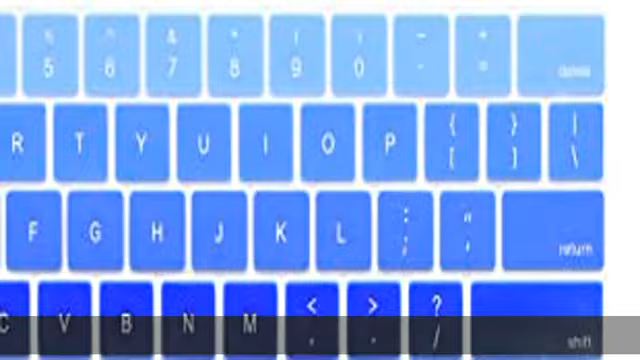 % ^ & * ( ) – +
5 6 7 8 9 0 - = delete
{ } |
R T Y U I O P [ ] \
: "
F G H J K L ; ' return
< > ?
C V B N M , . / shift